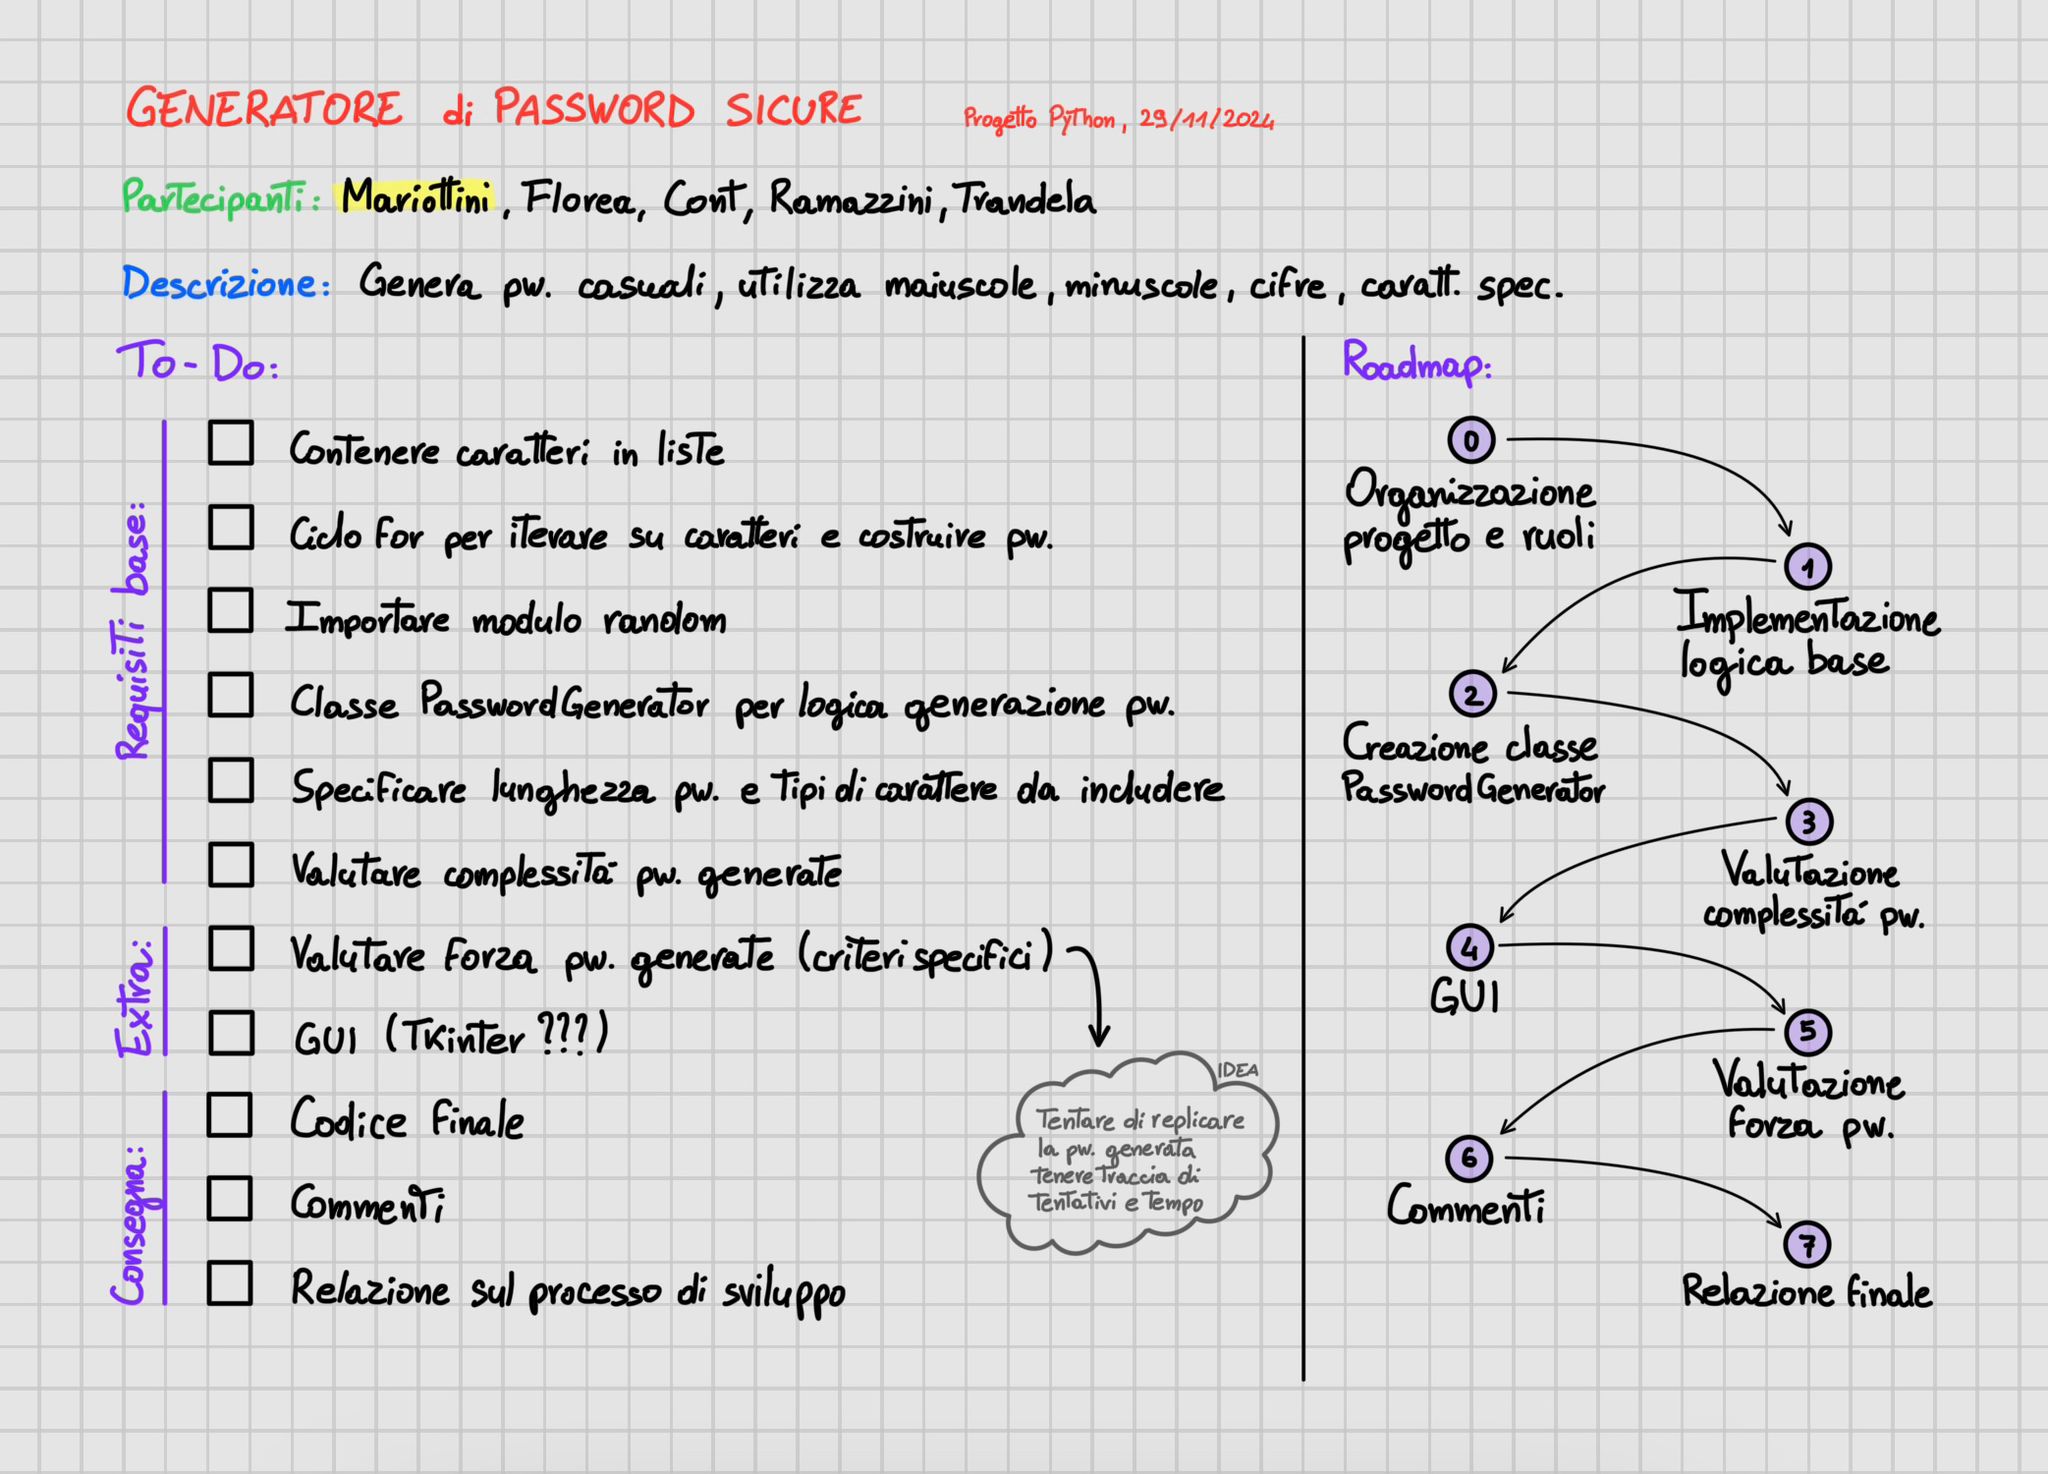 GENERATORE di PASSWORD SICURE
Progetto Python, 29/11/2024
Partecipanti: Mariottini, Florea, Cont, Ramazzini, Trandela
Descrizione: Genera pw. casuali, utilizza maiuscole, minuscole, cifre, caratt. spec.
To-Do:
Requisiti base:
Contenere caratteri in liste
Ciclo for per iterare su caratteri e costruire pw.
Importare modulo random
Classe PasswordGenerator per logica generazione pw.
Specificare lunghezza pw. e tipi di carattere da includere
Valutare complessità pw. generate
Extra:
Valutare forza pw. generate (criteri specifici)
GUI (Tkinter ???)
IDEA
Tentare di replicare
la pw. generata
tenere traccia di
tentativi e tempo
Consegna:
Codice finale
Commenti
Relazione sul processo di sviluppo
Roadmap:
0
Organizzazione
progetto e ruoli
1
Implementazione
logica base
2
Creazione classe
PasswordGenerator
3
Valutazione
complessità pw.
4
GUI
5
Valutazione
forza pw.
6
Commenti
7
Relazione finale